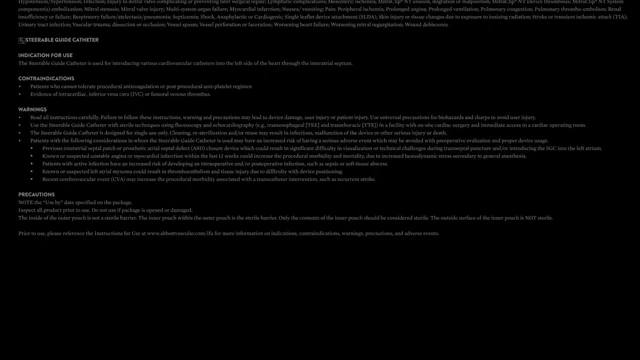 Hypotension/hypertension; Infection; Injury to mitral valve complicating or preventing later surgical repair; Lymphatic complications; Mesenteric ischemia; MitraClip® NT erosion, migration or malposition; MitraClip® NT Device thrombosis; MitraClip® NT System
component(s) embolization; Mitral stenosis; Mitral valve injury; Multi-system organ failure; Myocardial infarction; Nausea/vomiting; Pain; Peripheral ischemia; Prolonged angina; Prolonged ventilation; Pulmonary congestion; Pulmonary thrombo-embolism; Renal
insufficiency or failure; Respiratory failure/atelectasis/pneumonia; Septicemia; Shock, Anaphylactic or Cardiogenic; Single leaflet device attachment (SLDA); Skin injury or tissue changes due to exposure to ionizing radiation; Stroke or transient ischemic attack (TIA);
Urinary tract infection; Vascular trauma, dissection or occlusion; Vessel spasm; Vessel perforation or laceration; Worsening heart failure; Worsening mitral regurgitation; Wound dehiscence
STEERABLE GUIDE CATHETER
INDICATION FOR USE
The Steerable Guide Catheter is used for introducing various cardiovascular catheters into the left side of the heart through the interatrial septum.
CONTRAINDICATIONS
• Patients who cannot tolerate procedural anticoagulation or post procedural anti-platelet regimen
• Evidence of intracardiac, inferior vena cava (IVC) or femoral venous thrombus.
WARNINGS
• Read all instructions carefully. Failure to follow these instructions, warnings and precautions may lead to device damage, user injury or patient injury. Use universal precautions for biohazards and sharps to avoid user injury.
• Use the Steerable Guide Catheter with sterile techniques using fluoroscopy and echocardiography (e.g., transesophageal [TEE] and transthoracic [TTE]) in a facility with on-site cardiac surgery and immediate access to a cardiac operating room.
• The Steerable Guide Catheter is designed for single use only. Cleaning, re-sterilization and/or reuse may result in infections, malfunction of the device or other serious injury or death.
• Patients with the following considerations in whom the Steerable Guide Catheter is used may have an increased risk of having a serious adverse event which may be avoided with preoperative evaluation and proper device usage.
• Previous interatrial septal patch or prosthetic atrial septal defect (ASD) closure device which could result in significant difficulty in visualization or technical challenges during transseptal puncture and/or introducing the SGC into the left atrium.
• Known or suspected unstable angina or myocardial infarction within the last 12 weeks could increase the procedural morbidity and mortality, due to increased hemodynamic stress secondary to general anesthesia.
• Patients with active infection have an increased risk of developing an intraoperative and/or postoperative infection, such as sepsis or soft tissue abscess.
• Known or suspected left atrial myxoma could result in thromboembolism and tissue injury due to difficulty with device positioning.
• Recent cerebrovascular event (CVA) may increase the procedural morbidity associated with a transcatheter intervention, such as recurrent stroke.
PRECAUTIONS
NOTE the "Use by" date specified on the package.
Inspect all product prior to use. Do not use if package is opened or damaged.
The inside of the outer pouch is not a sterile barrier. The inner pouch within the outer pouch is the sterile barrier. Only the contents of the inner pouch should be considered sterile. The outside surface of the inner pouch is NOT sterile.
Prior to use, please reference the Instructions for Use at www.abbottvascular.com/ifu for more information on indications, contraindications, warnings, precautions, and adverse events.